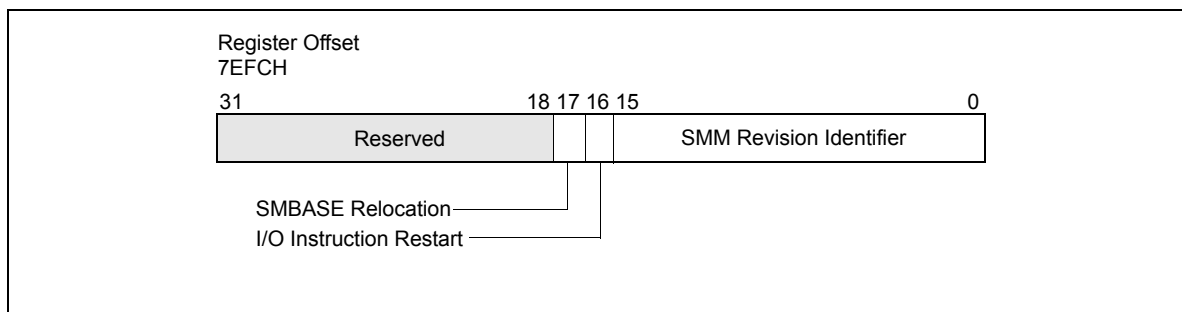 Register Offset
7EFCH
31 18 17 16 15 0
Reserved SMM Revision Identifier
SMBASE Relocation
I/O Instruction Restart